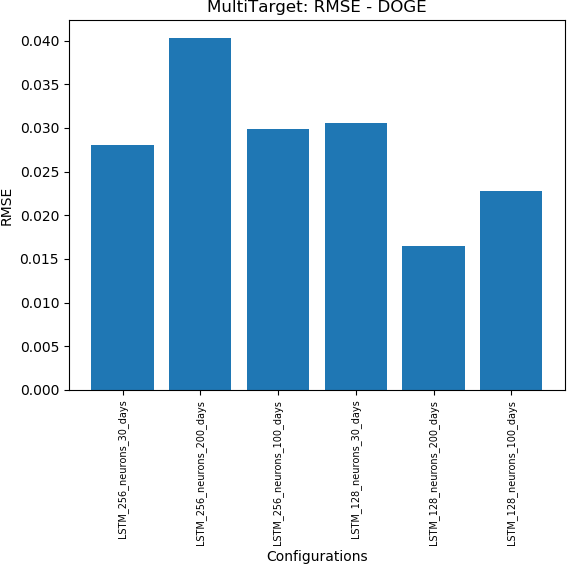 MultiTarget: RMSE - DOGE
0.040
0.035
0.030
0.025
0.020
0.015
0.010
0.005
0.000
RMSE
LSTM_256_neurons_30_days
LSTM_256_neurons_200_days
LSTM_256_neurons_100_days
LSTM_128_neurons_30_days
LSTM_128_neurons_200_days
LSTM_128_neurons_100_days
Configurations